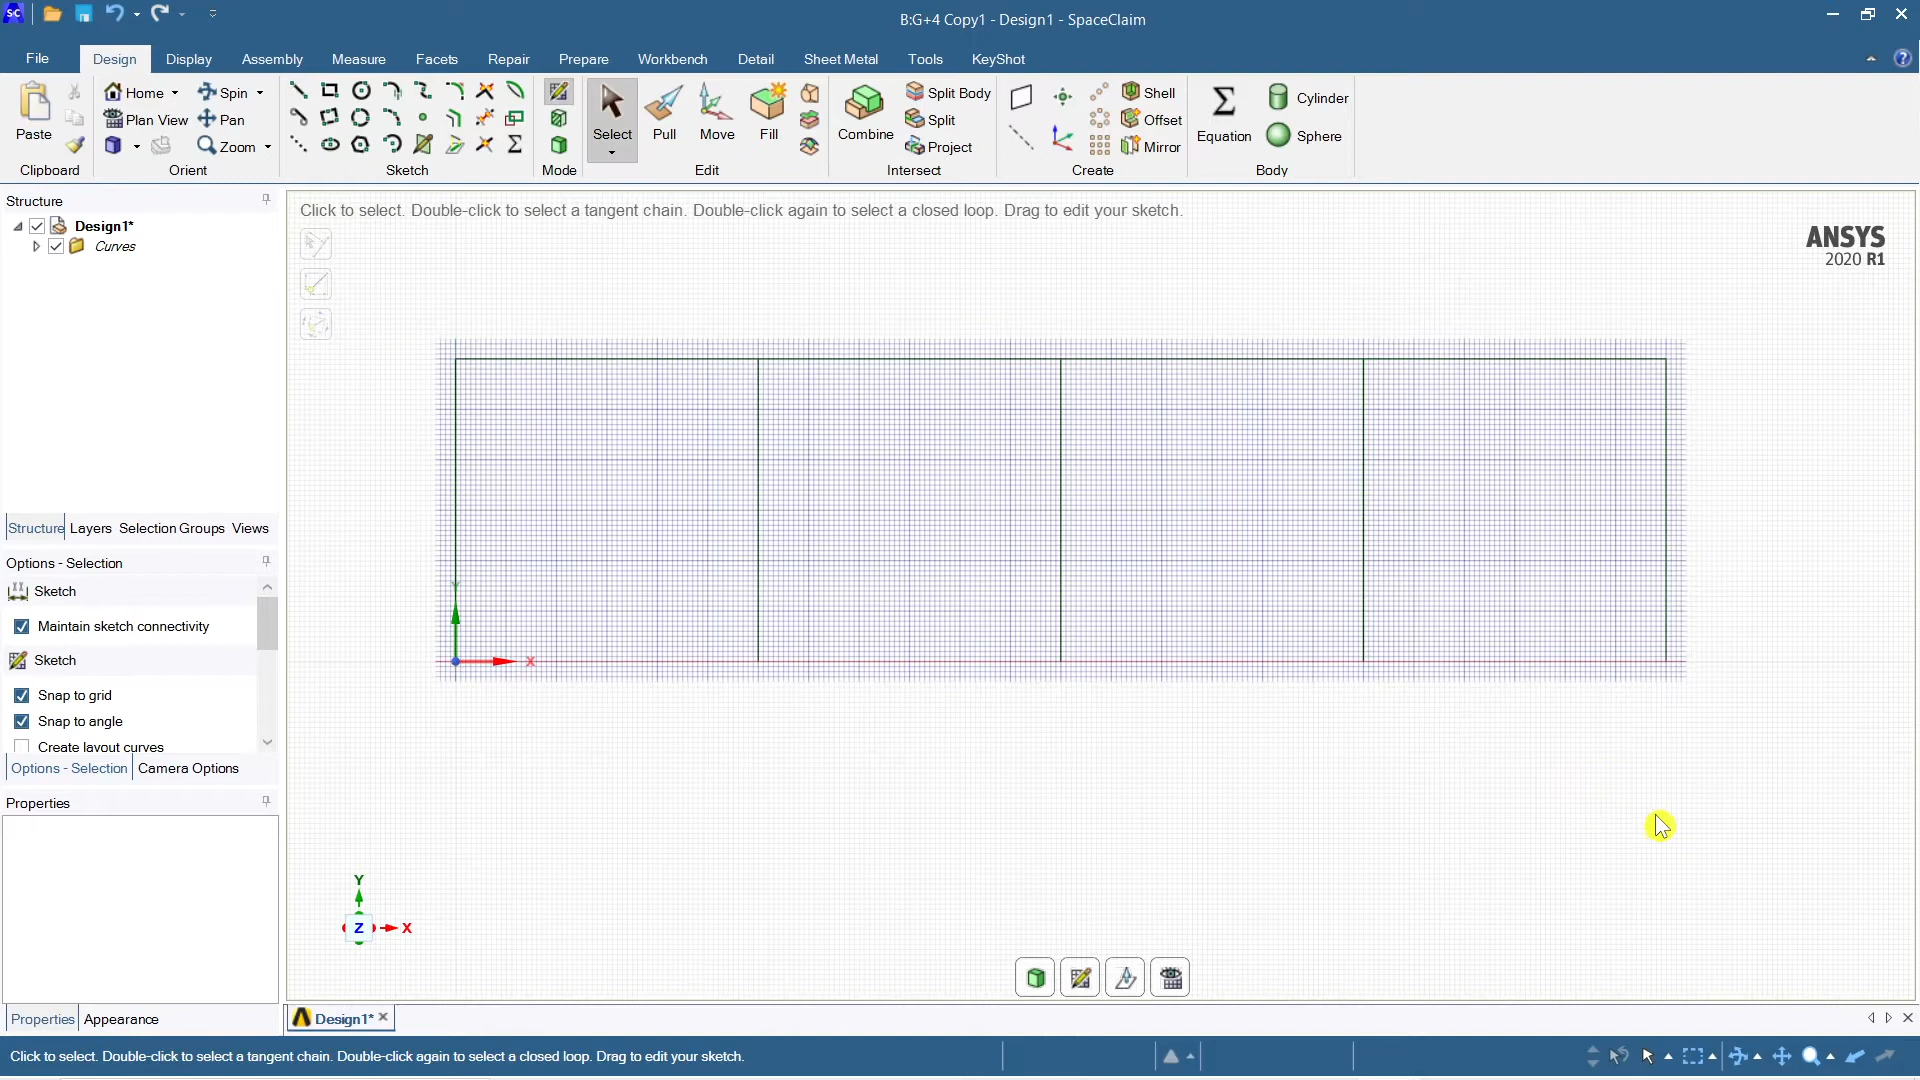 SC
B:G+4 Copy1 - Design1 - SpaceClaim
File Design Display Assembly Measure Facets Repair Prepare Workbench Detail Sheet Metal Tools KeyShot
Paste
Home Spin
Plan View Pan
Zoom
Select Pull Move Fill
Combine
Split Body
Split
Project
Shell
Offset
Mirror
Equation
Cylinder
Sphere
Clipboard Orient Sketch Mode Edit Intersect Create Body
Structure
Design1*
Curves
Structure Layers Selection Groups Views
Options - Selection
Sketch
Maintain sketch connectivity
Sketch
Snap to grid
Snap to angle
Create layout curves
Options - Selection Camera Options
Properties
Properties Appearance
Click to select. Double-click to select a tangent chain. Double-click again to select a closed loop. Drag to edit your sketch.
ANSYS
2020 R1
Y
X
Y
Z X
Design1*
Click to select. Double-click to select a tangent chain. Double-click again to select a closed loop. Drag to edit your sketch.